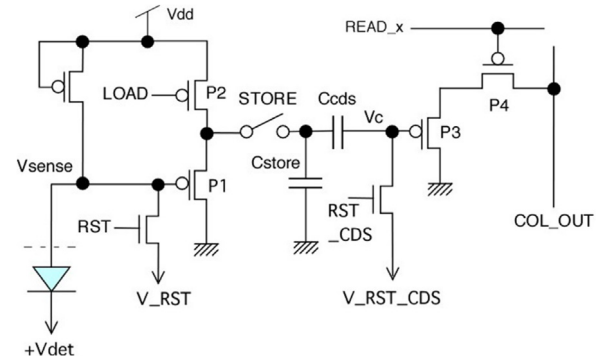 Vdd
READ_x
LOAD
P2
STORE
Ccds
Vc
P3
P4
Vsense
Cstore
P1
RST
RST
_CDS
COL_OUT
V_RST
V_RST_CDS
+Vdet